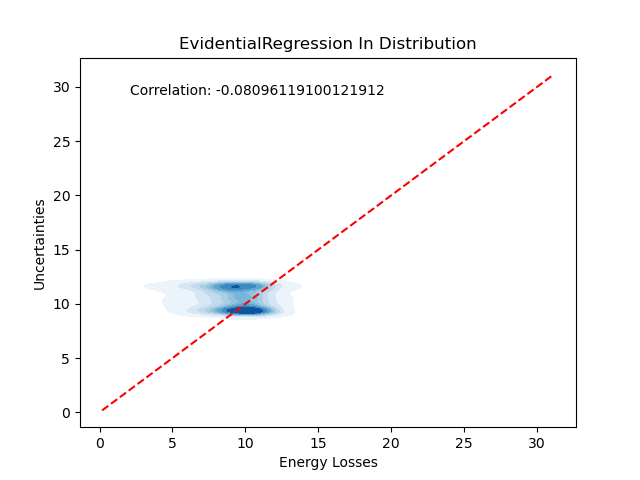 EvidentialRegression In Distribution
Correlation: -0.08096119100121912
Uncertainties
30
25
20
15
10
5
0
0 5 10 15 20 25 30
Energy Losses